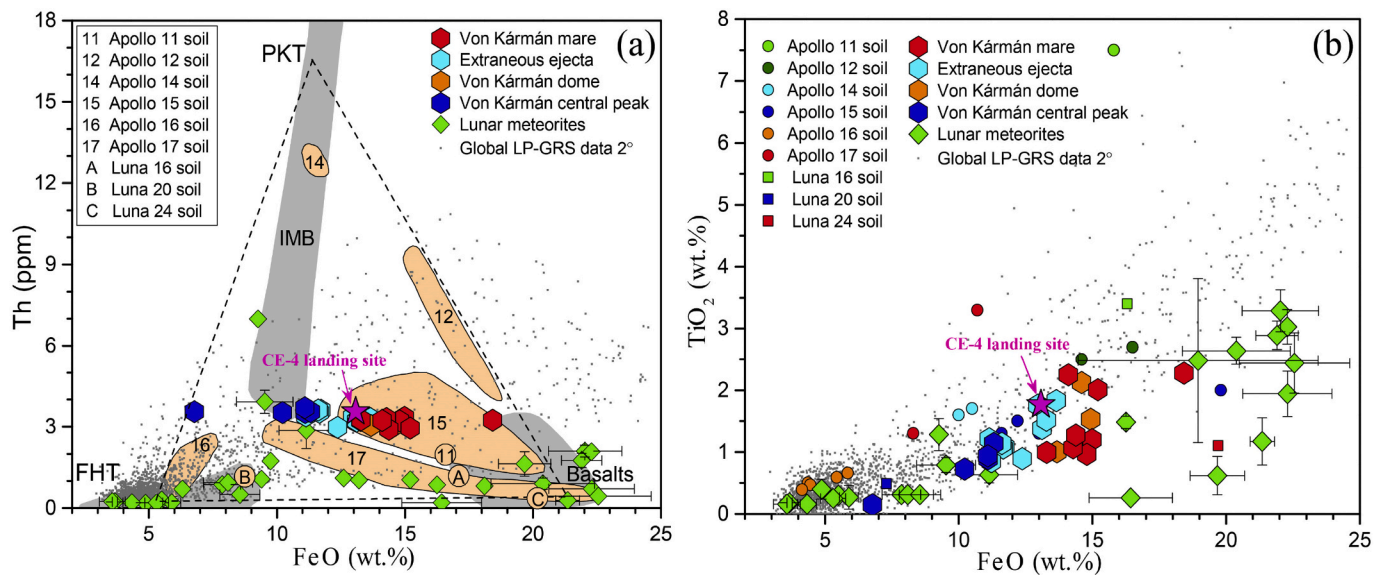 (a)
18
15
12
9
6
3
0
Th (ppm)
11 Apollo 11 soil
12 Apollo 12 soil
14 Apollo 14 soil
15 Apollo 15 soil
16 Apollo 16 soil
17 Apollo 17 soil
A Luna 16 soil
B Luna 20 soil
C Luna 24 soil
PKT
Von Kármán mare
Extraneous ejecta
Von Kármán dome
Von Kármán central peak
Lunar meteorites
Global LP-GRS data 2°
14
IMB
12
CE-4 landing site
15
16
11
17
FHT
B
A
Basalts
C
0 5 10 15 20 25
FeO (wt.%)
(b)
8
7
6
5
4
3
2
1
0
TiO2 (wt.%)
Apollo 11 soil
Apollo 12 soil
Apollo 14 soil
Apollo 15 soil
Apollo 16 soil
Apollo 17 soil
Luna 16 soil
Luna 20 soil
Luna 24 soil
Von Kármán mare
Extraneous ejecta
Von Kármán dome
Von Kármán central peak
Lunar meteorites
Global LP-GRS data 2°
CE-4 landing site
5 10 15 20 25
FeO (wt.%)